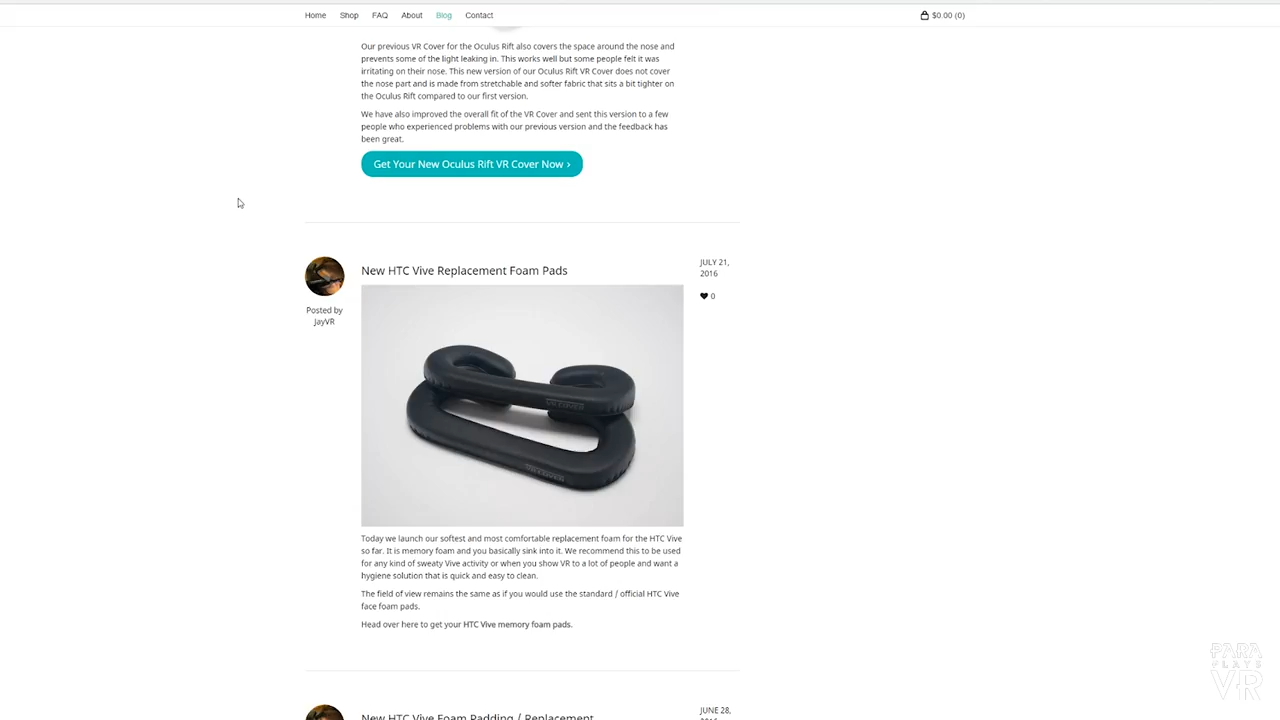 Home Shop FAQ About Blog Contact $0.00 (0)
Our previous VR Cover for the Oculus Rift also covers the space around the nose and
prevents some of the light leaking in. This works well but some people felt it was
irritating on their nose. This new version of our Oculus Rift VR Cover does not cover
the nose part and is made from stretchable and softer fabric that sits a bit tighter on
the Oculus Rift compared to our first version.
We have also improved the overall fit of the VR Cover and sent this version to a few
people who experienced problems with our previous version and the feedback has
been great.
Get Your New Oculus Rift VR Cover Now ›
New HTC Vive Replacement Foam Pads
Posted by
JayVR
JULY 21,
2016
0
VR COVER
VR COVER
Today we launch our softest and most comfortable replacement foam for the HTC Vive
so far. It is memory foam and you basically sink into it. We recommend this to be used
for any kind of sweaty Vive activity or when you show VR to a lot of people and want a
hygiene solution that is quick and easy to clean.
The field of view remains the same as if you would use the standard / official HTC Vive
face foam pads.
Head over here to get your HTC Vive memory foam pads.
New HTC Vive Foam Padding / Replacement
JUNE 28,
2016
PARA
PLAYS
VR